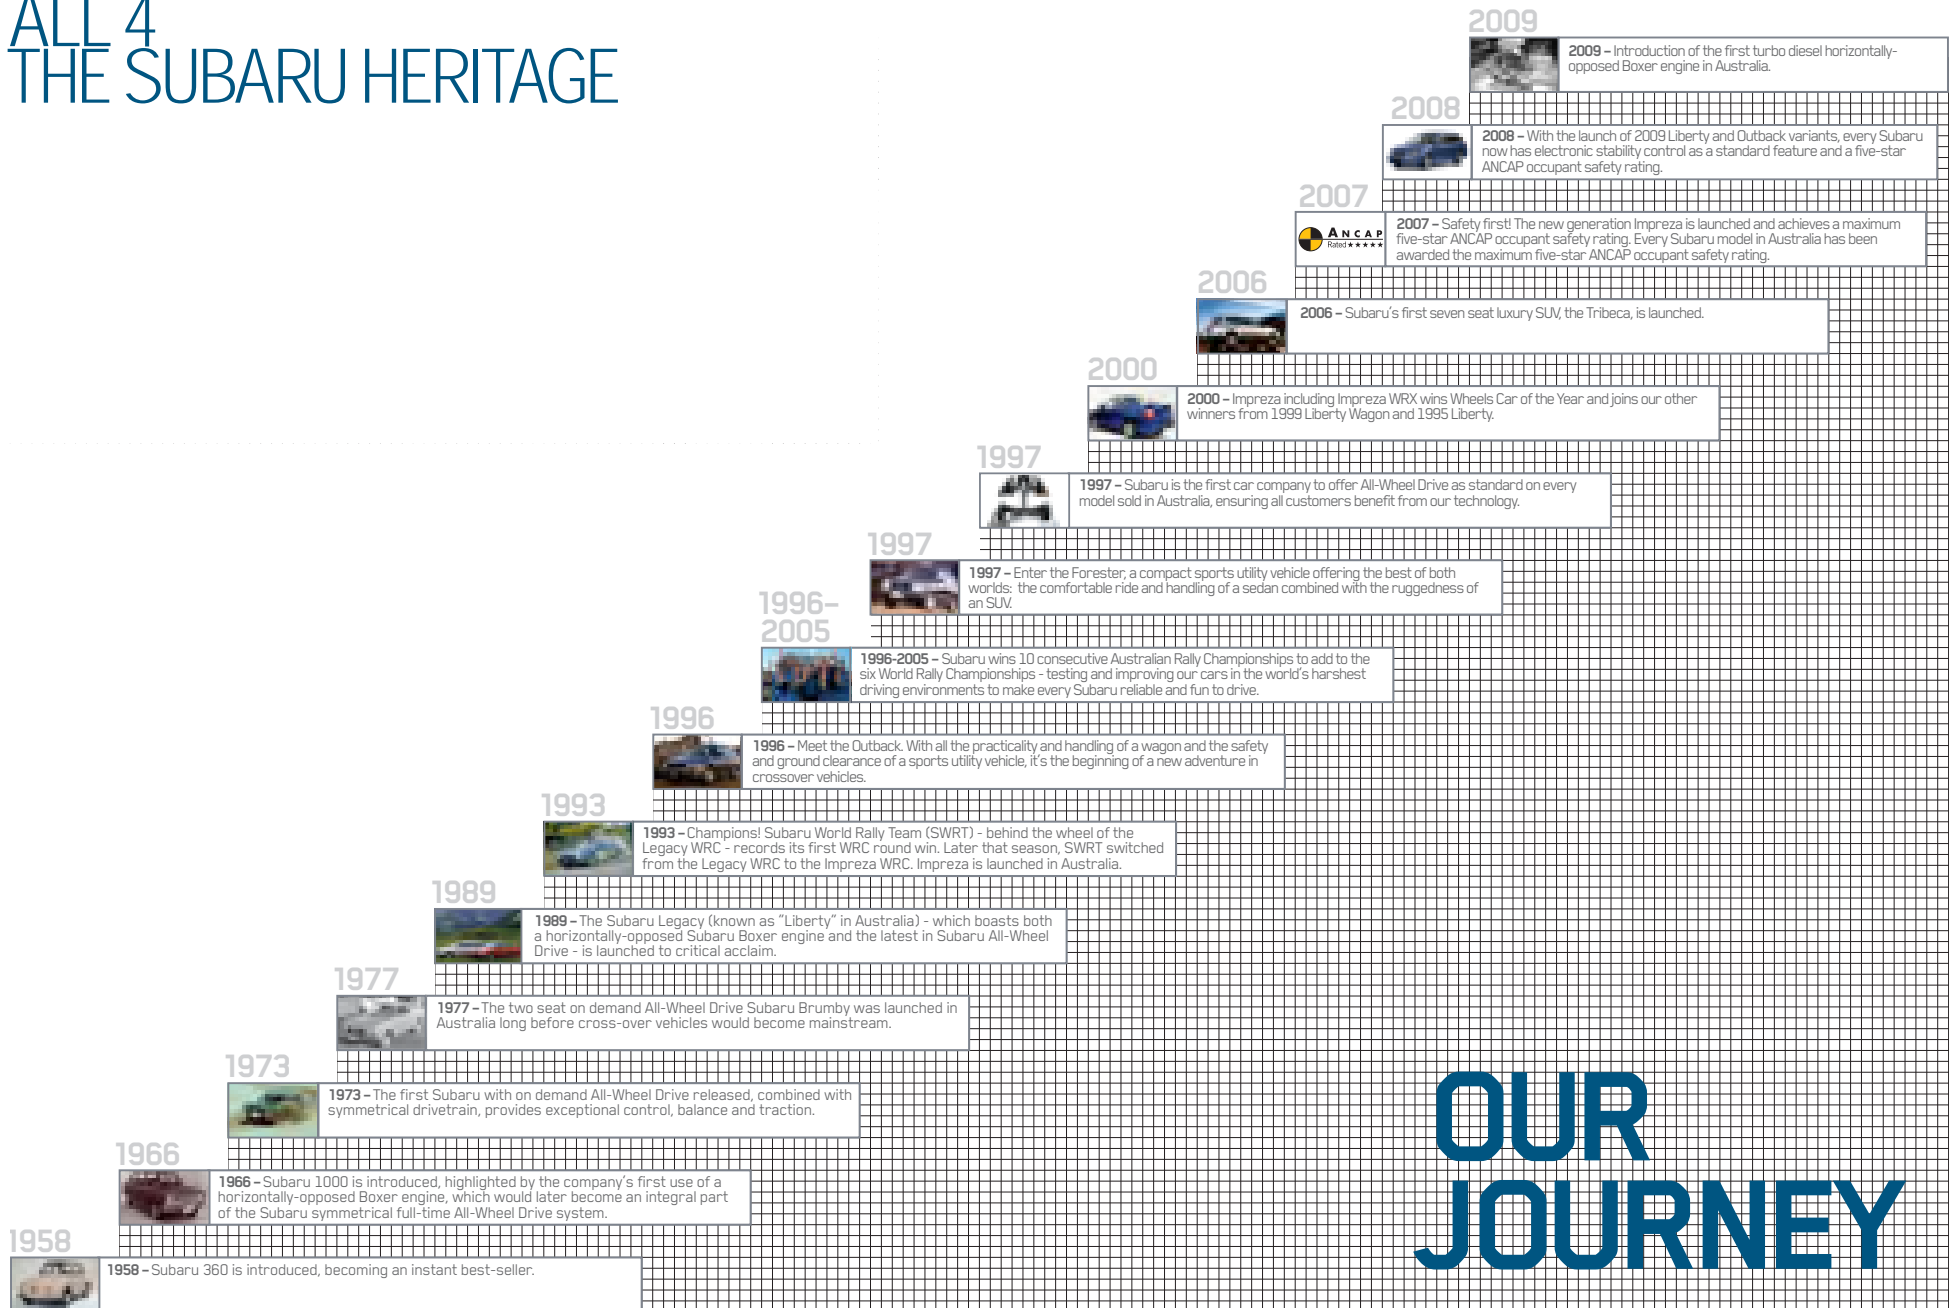 ALL 4
THE SUBARU HERITAGE
2009
2009 – Introduction of the first turbo diesel horizontally-
opposed Boxer engine in Australia.
2008
2008 – With the launch of 2009 Liberty and Outback variants, every Subaru
now has electronic stability control as a standard feature and a five-star
ANCAP occupant safety rating.
2007
ANCAP
Rated ★★★★★
2007 – Safety first! The new generation Impreza is launched and achieves a maximum
five-star ANCAP occupant safety rating. Every Subaru model in Australia has been
awarded the maximum five-star ANCAP occupant safety rating.
2006
2006 – Subaru's first seven seat luxury SUV, the Tribeca, is launched.
2000
2000 – Impreza including Impreza WRX wins Wheels Car of the Year and joins our other
winners from 1999 Liberty Wagon and 1995 Liberty.
1997
1997 – Subaru is the first car company to offer All-Wheel Drive as standard on every
model sold in Australia, ensuring all customers benefit from our technology.
1997
1997 – Enter the Forester, a compact sports utility vehicle offering the best of both
worlds: the comfortable ride and handling of a sedan combined with the ruggedness of
an SUV.
1996–
2005
1996-2005 – Subaru wins 10 consecutive Australian Rally Championships to add to the
six World Rally Championships - testing and improving our cars in the world's harshest
driving environments to make every Subaru reliable and fun to drive.
1996
1996 – Meet the Outback. With all the practicality and handling of a wagon and the safety
and ground clearance of a sports utility vehicle, it's the beginning of a new adventure in
crossover vehicles.
1993
1993 – Champions! Subaru World Rally Team (SWRT) - behind the wheel of the
Legacy WRC - records its first WRC round win. Later that season, SWRT switched
from the Legacy WRC to the Impreza WRC. Impreza is launched in Australia.
1989
1989 – The Subaru Legacy (known as "Liberty" in Australia) - which boasts both
a horizontally-opposed Subaru Boxer engine and the latest in Subaru All-Wheel
Drive - is launched to critical acclaim.
1977
1977 – The two seat on demand All-Wheel Drive Subaru Brumby was launched in
Australia long before cross-over vehicles would become mainstream.
1973
1973 – The first Subaru with on demand All-Wheel Drive released, combined with
symmetrical drivetrain, provides exceptional control, balance and traction.
1966
1966 – Subaru 1000 is introduced, highlighted by the company's first use of a
horizontally-opposed Boxer engine, which would later become an integral part
of the Subaru symmetrical full-time All-Wheel Drive system.
1958
1958 – Subaru 360 is introduced, becoming an instant best-seller.
OUR
JOURNEY